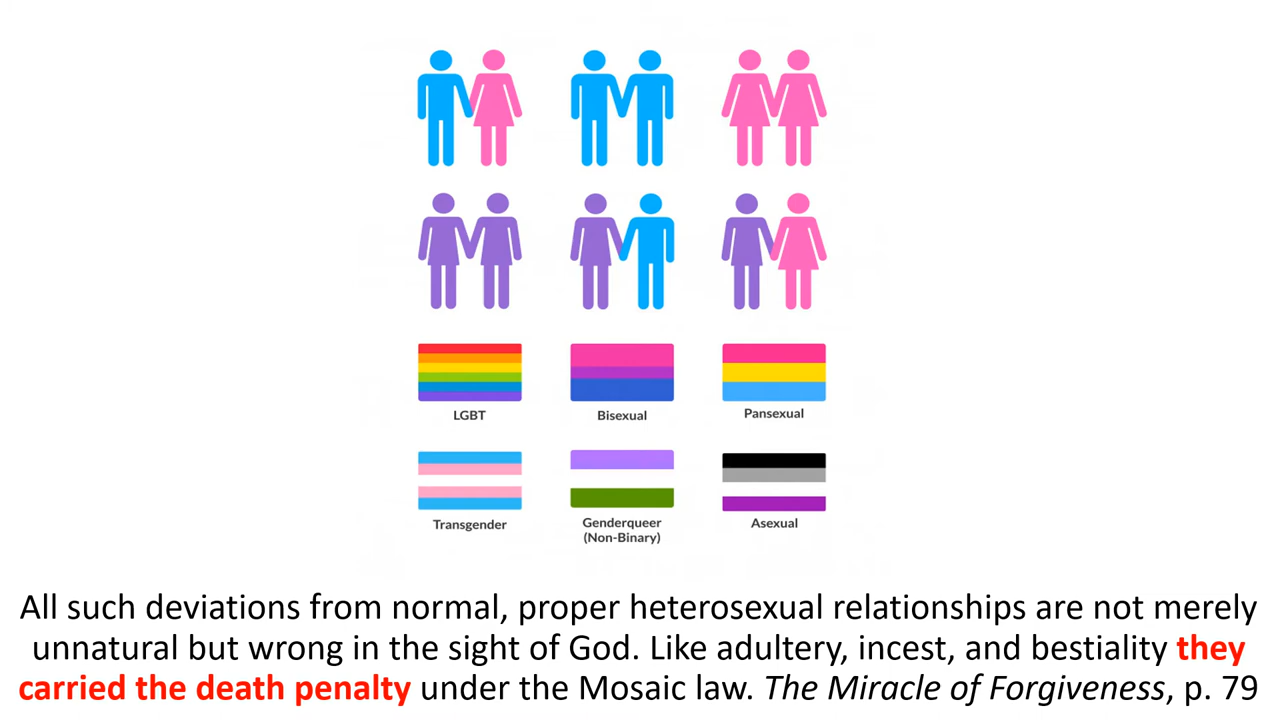 LGBT
Bisexual
Pansexual
Transgender
Genderqueer
(Non-Binary)
Asexual
All such deviations from normal, proper heterosexual relationships are not merely
unnatural but wrong in the sight of God. Like adultery, incest, and bestiality they
carried the death penalty under the Mosaic law. The Miracle of Forgiveness, p. 79